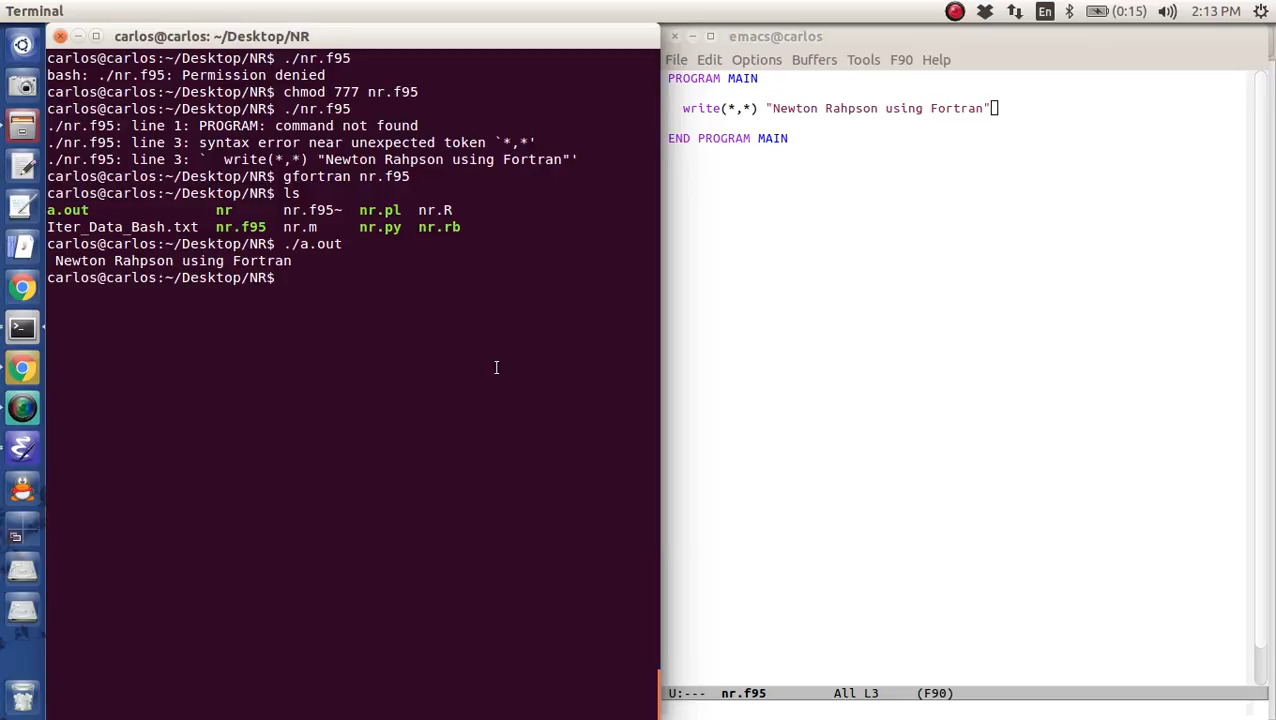 Terminal
En
(0:15)
2:13 PM
carlos@carlos: ~/Desktop/NR
carlos@carlos:~/Desktop/NR$ ./nr.f95
bash: ./nr.f95: Permission denied
carlos@carlos:~/Desktop/NR$ chmod 777 nr.f95
carlos@carlos:~/Desktop/NR$ ./nr.f95
./nr.f95: line 1: PROGRAM: command not found
./nr.f95: line 3: syntax error near unexpected token `*,*'
./nr.f95: line 3: `  write(*,*) "Newton Rahpson using Fortran"'
carlos@carlos:~/Desktop/NR$ gfortran nr.f95
carlos@carlos:~/Desktop/NR$ ls
a.out nr nr.f95~ nr.pl nr.R
Iter_Data_Bash.txt nr.f95 nr.m nr.py nr.rb
carlos@carlos:~/Desktop/NR$ ./a.out
Newton Rahpson using Fortran
carlos@carlos:~/Desktop/NR$
emacs@carlos
File Edit Options Buffers Tools F90 Help
PROGRAM MAIN
write(*,*) "Newton Rahpson using Fortran"
END PROGRAM MAIN
U:--- nr.f95 All L3 (F90)